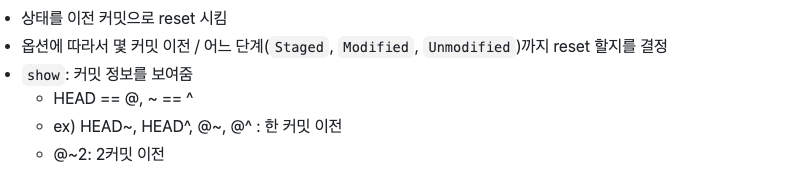 상태를 이전 커밋으로 reset 시킴
옵션에 따라서 몇 커밋 이전 / 어느 단계( Staged , Modified , Unmodified )까지 reset 할지를 결정
show : 커밋 정보를 보여줌
HEAD == @, ~ == ^
ex) HEAD~, HEAD^, @~, @^ : 한 커밋 이전
@~2: 2커밋 이전